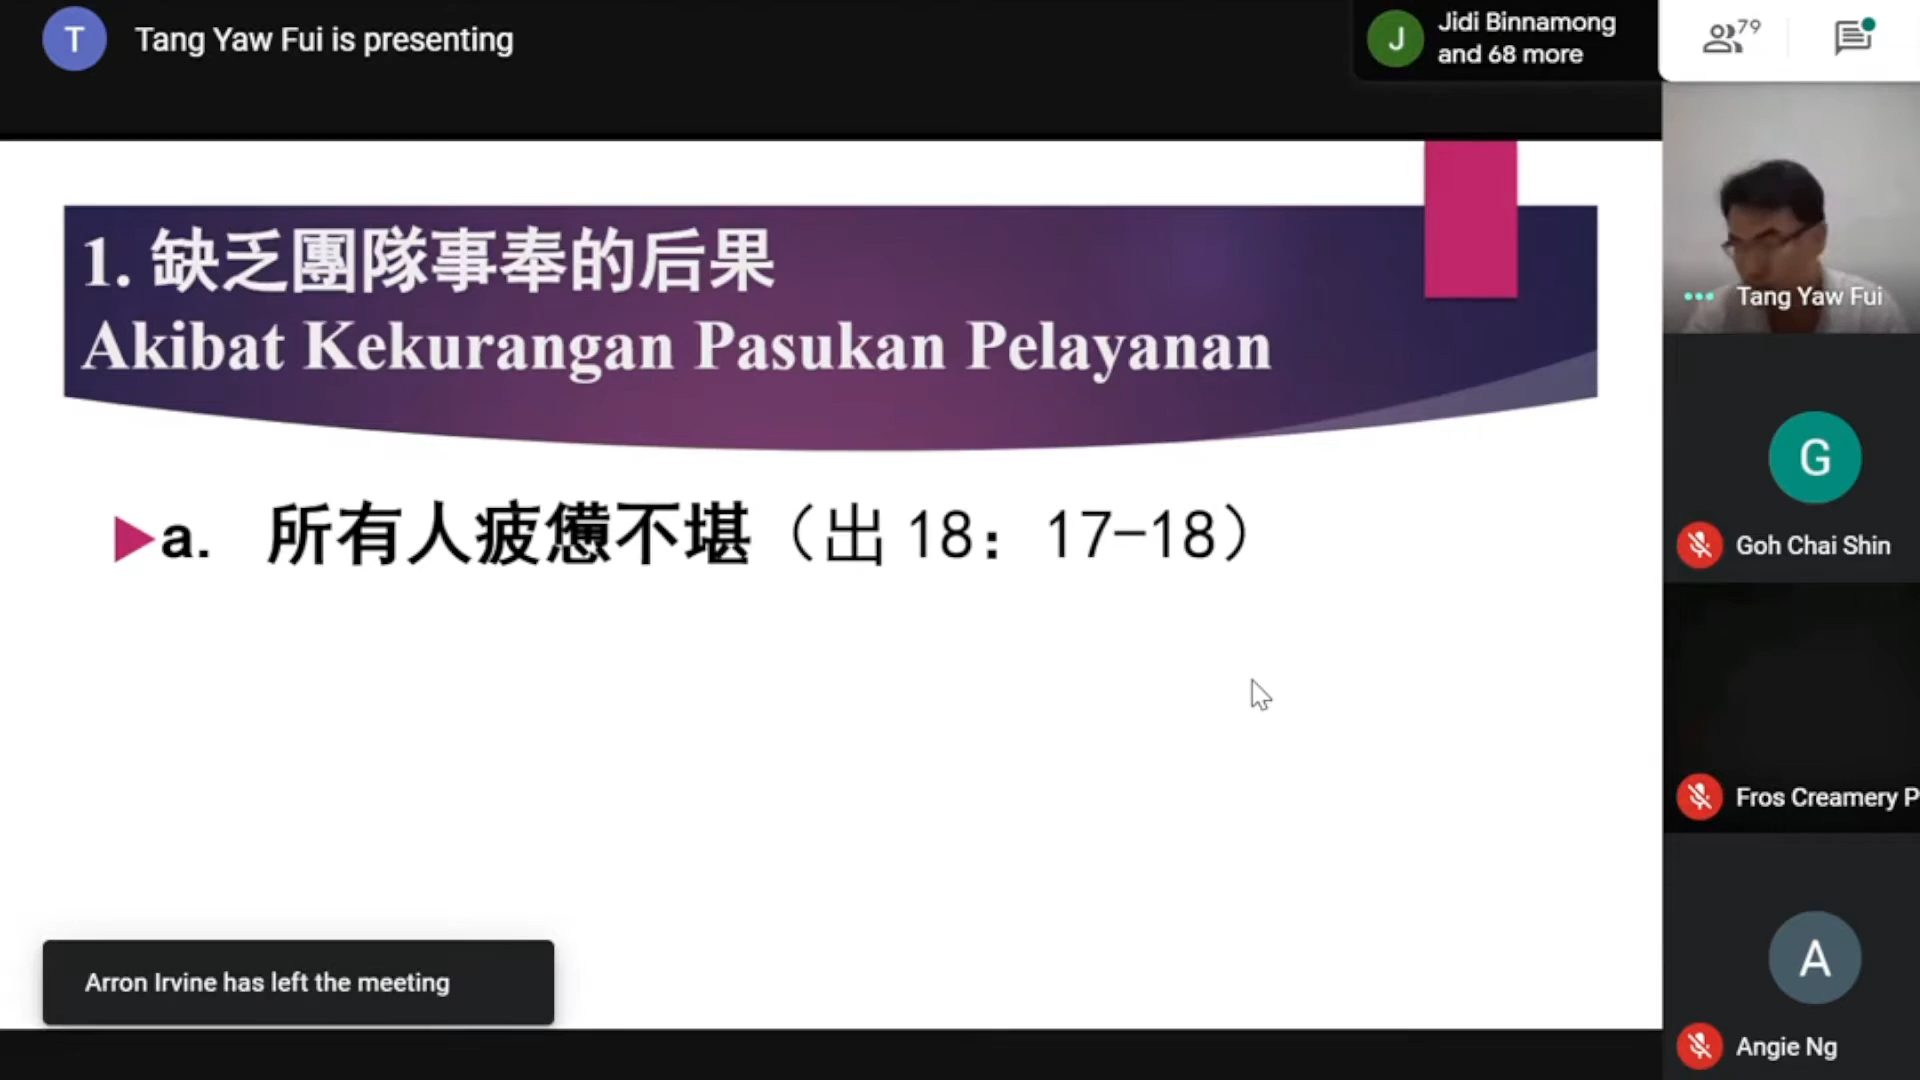 T
Tang Yaw Fui is presenting
J
Jidi Binnamong
and 68 more
79
1. 缺乏團隊事奉的后果
Akibat Kekurangan Pasukan Pelayanan
a. 所有人疲憊不堪（出 18：17-18）
Tang Yaw Fui
G
Goh Chai Shin
Fros Creamery P
A
Angie Ng
Arron Irvine has left the meeting